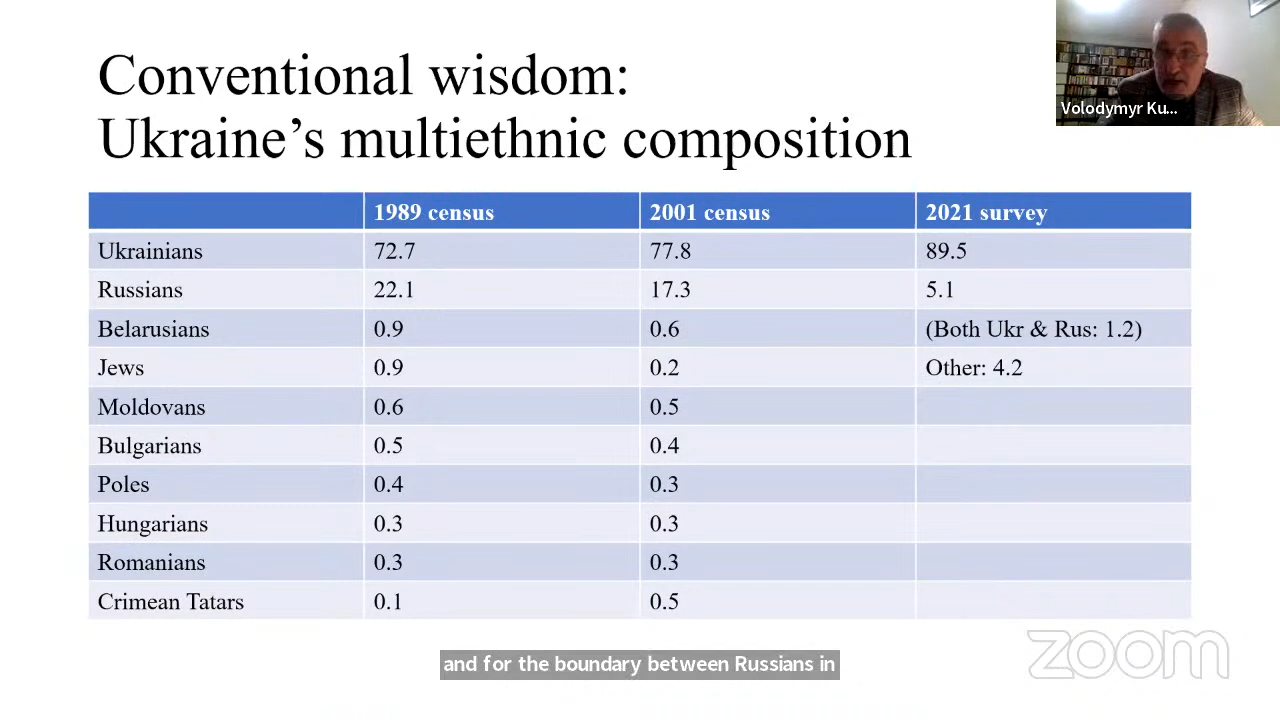 Conventional wisdom:
Ukraine’s multiethnic composition
Volodymyr Ku...
1989 census 2001 census 2021 survey
Ukrainians 72.7 77.8 89.5
Russians 22.1 17.3 5.1
Belarusians 0.9 0.6 (Both Ukr & Rus: 1.2)
Jews 0.9 0.2 Other: 4.2
Moldovans 0.6 0.5
Bulgarians 0.5 0.4
Poles 0.4 0.3
Hungarians 0.3 0.3
Romanians 0.3 0.3
Crimean Tatars 0.1 0.5
and for the boundary between Russians in
zoom